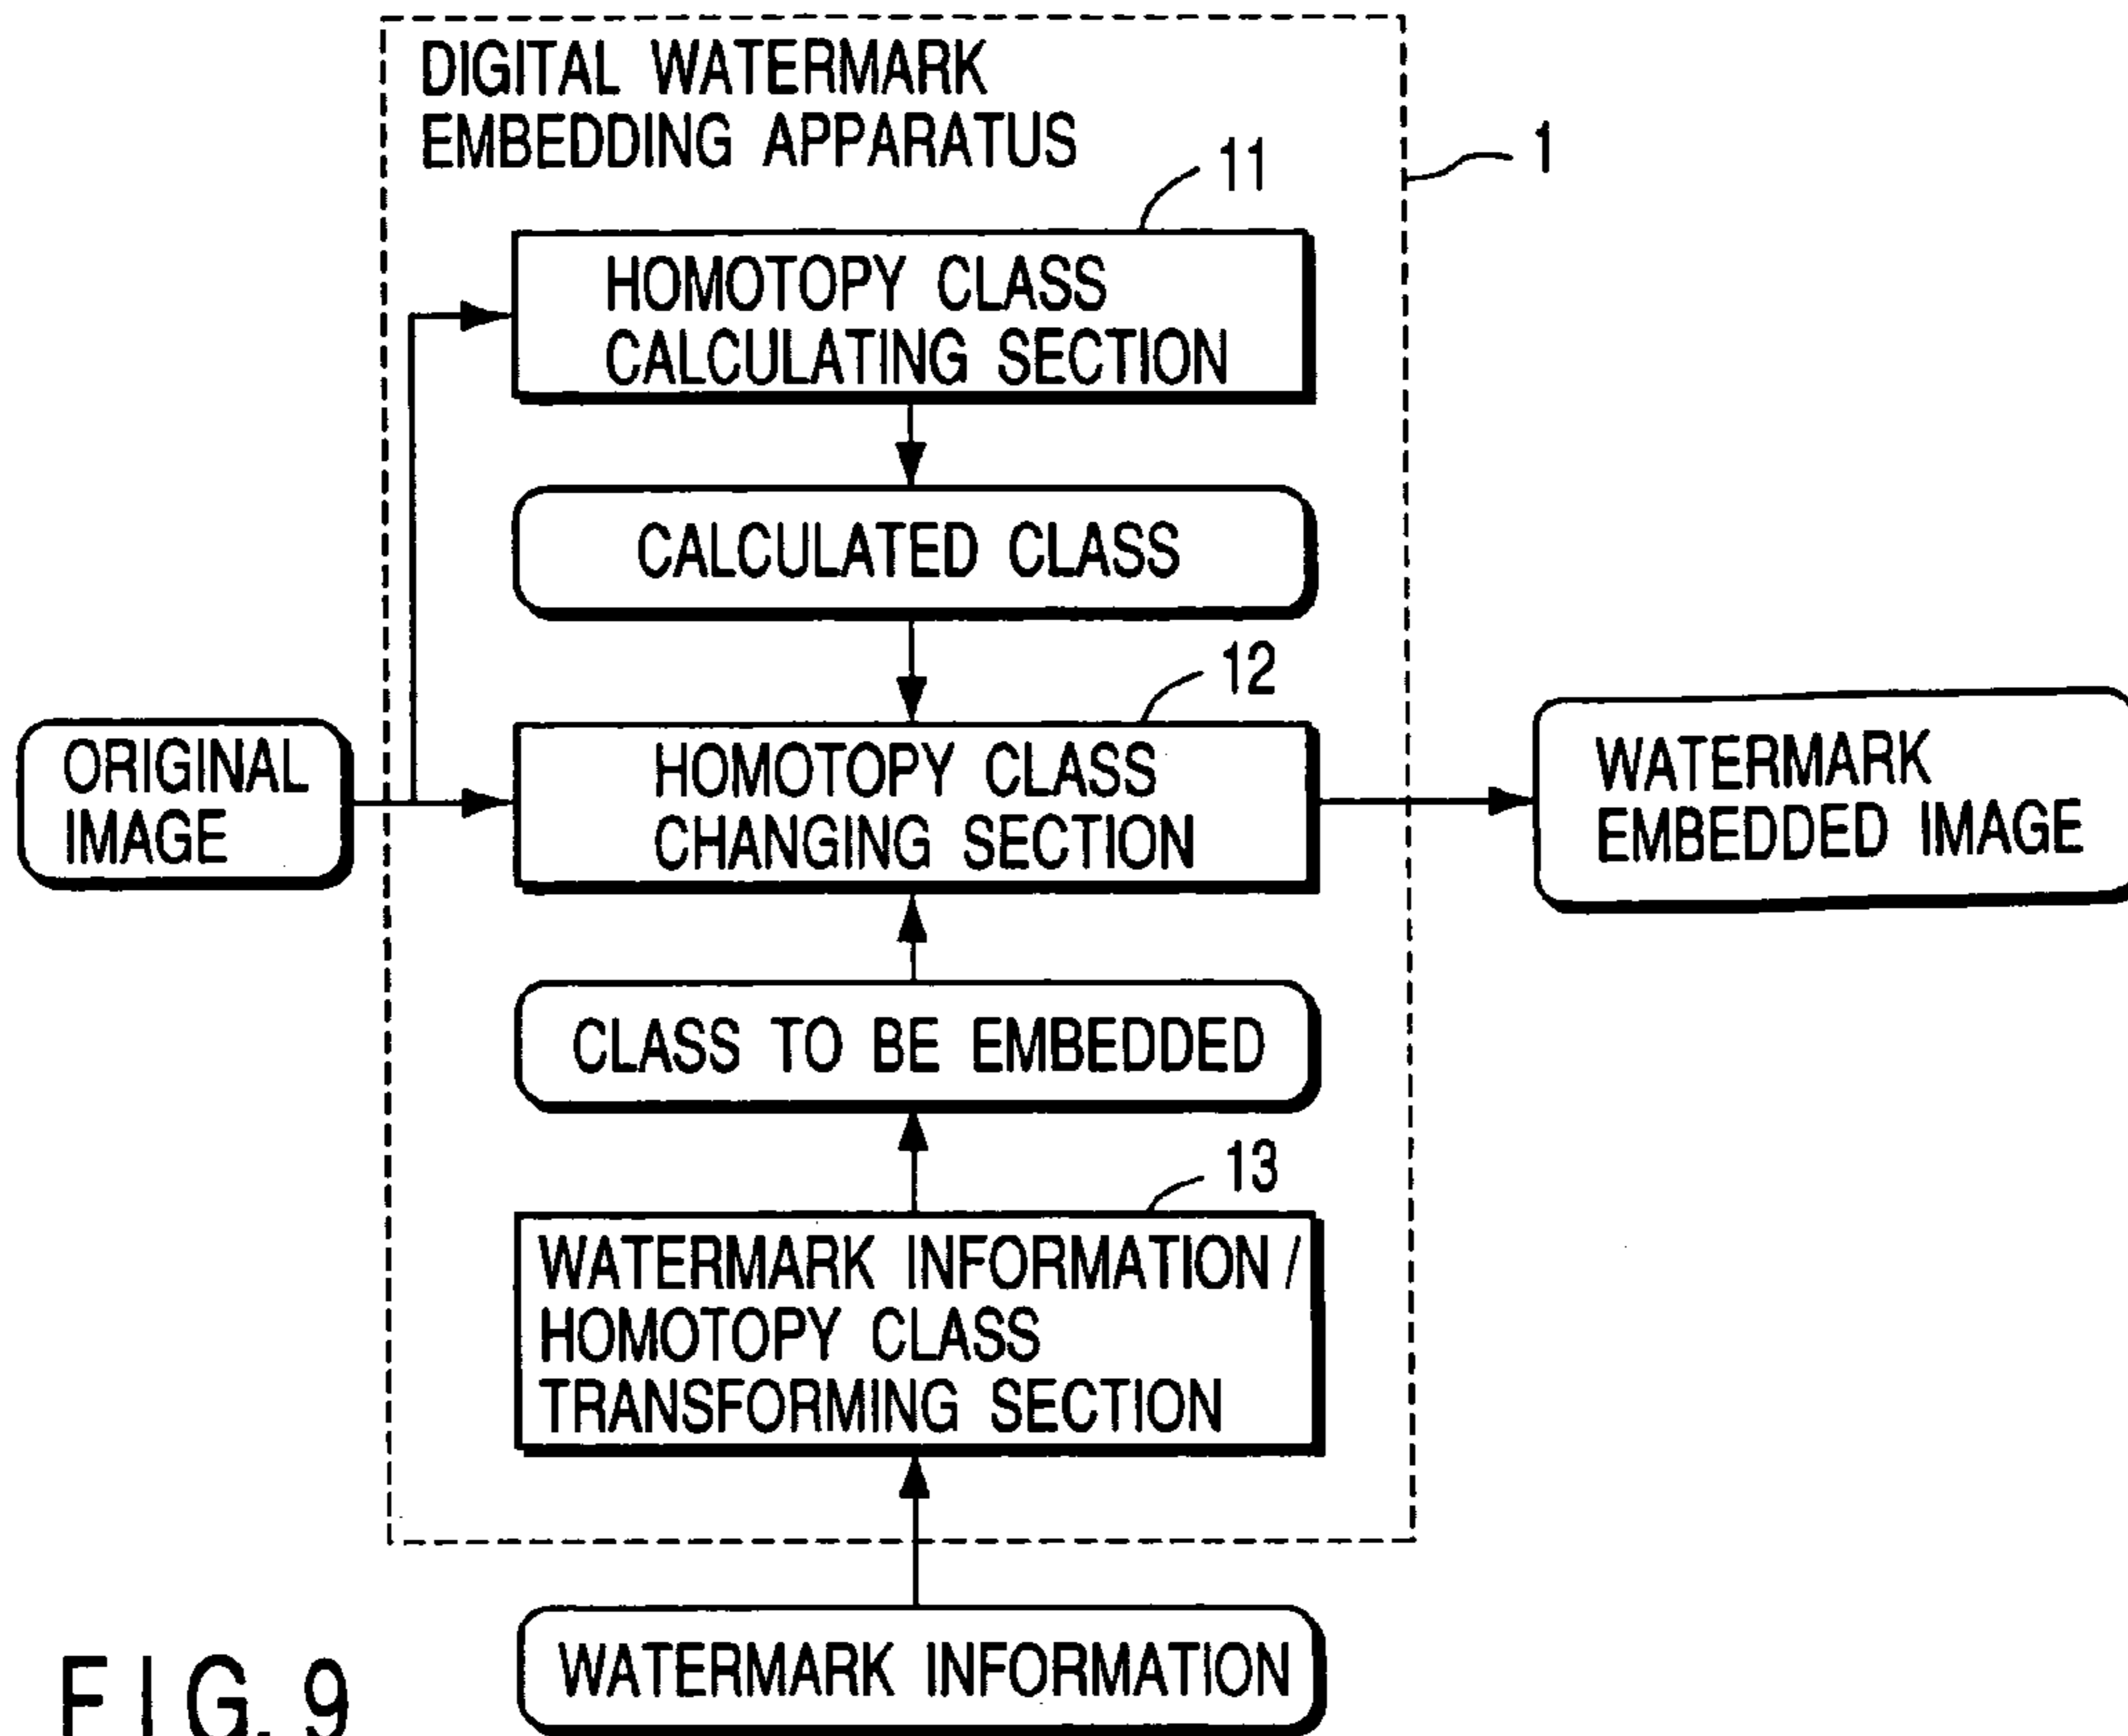 DIGITAL WATERMARK
EMBEDDING APPARATUS
1
11
HOMOTOPY CLASS
CALCULATING SECTION
CALCULATED CLASS
12
ORIGINAL
IMAGE
HOMOTOPY CLASS
CHANGING SECTION
WATERMARK
EMBEDDED IMAGE
CLASS TO BE EMBEDDED
13
WATERMARK INFORMATION /
HOMOTOPY CLASS
TRANSFORMING SECTION
WATERMARK INFORMATION
FIG. 9